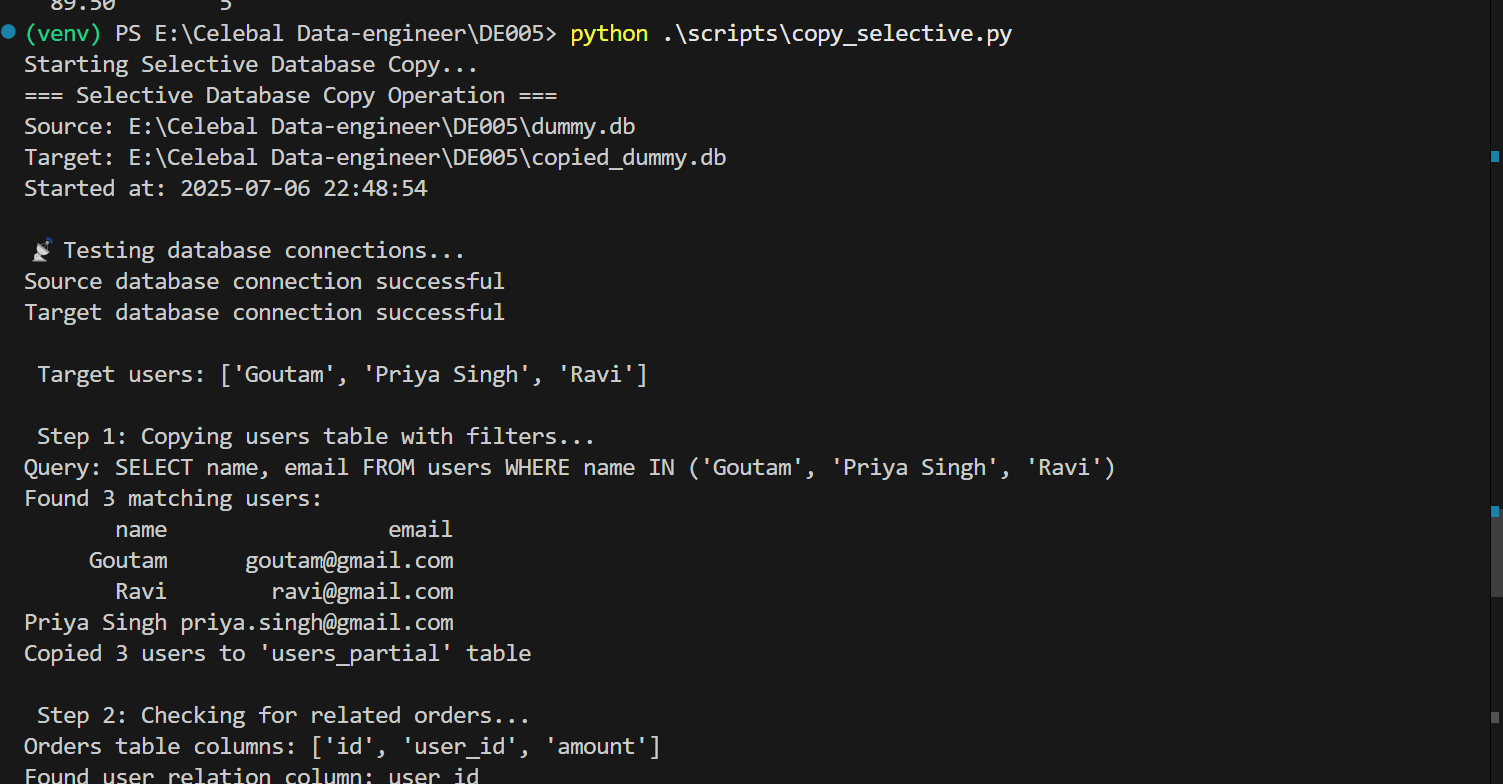 89.50 5
(venv) PS E:\Celebal Data-engineer\DE005> python .\scripts\copy_selective.py
Starting Selective Database Copy...
=== Selective Database Copy Operation ===
Source: E:\Celebal Data-engineer\DE005\dummy.db
Target: E:\Celebal Data-engineer\DE005\copied_dummy.db
Started at: 2025-07-06 22:48:54
Testing database connections...
Source database connection successful
Target database connection successful
Target users: ['Goutam', 'Priya Singh', 'Ravi']
Step 1: Copying users table with filters...
Query: SELECT name, email FROM users WHERE name IN ('Goutam', 'Priya Singh', 'Ravi')
Found 3 matching users:
name email
Goutam goutam@gmail.com
Ravi ravi@gmail.com
Priya Singh priya.singh@gmail.com
Copied 3 users to 'users_partial' table
Step 2: Checking for related orders...
Orders table columns: ['id', 'user_id', 'amount']
Found user relation column: user_id